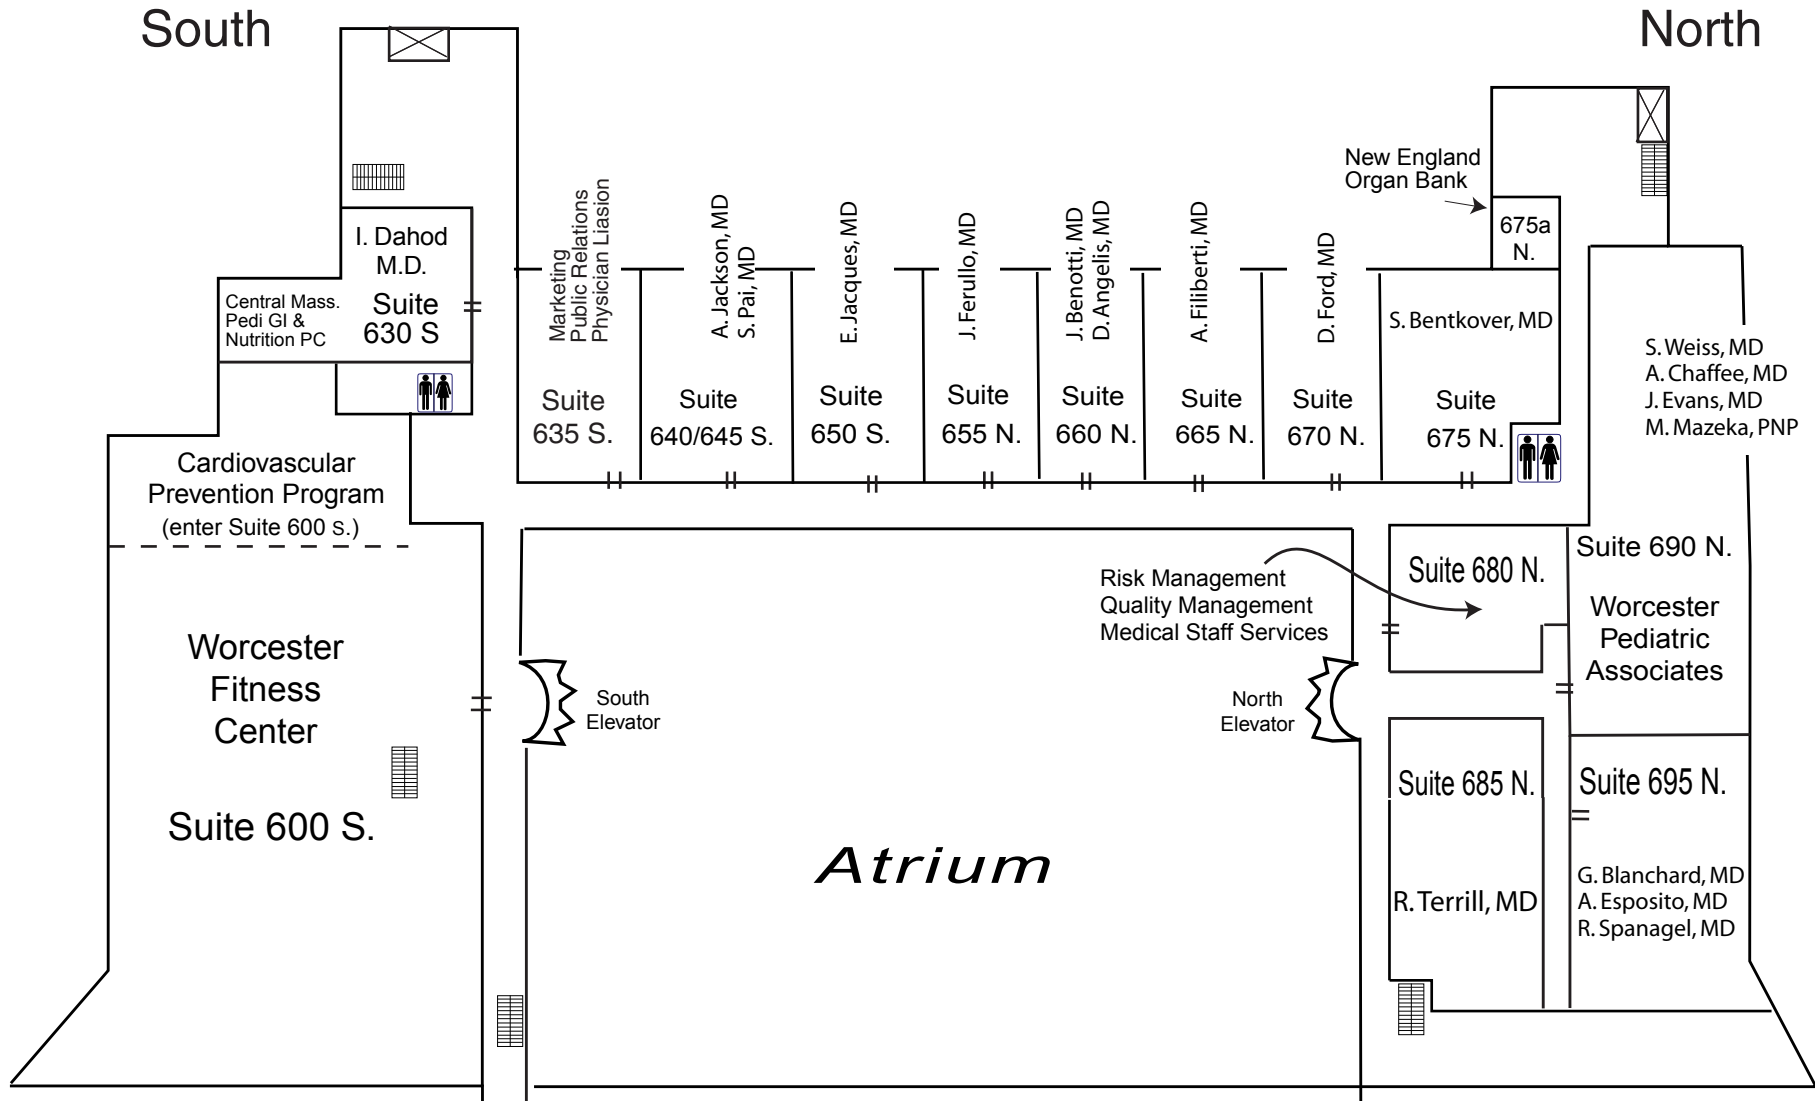 South
North
New England
Organ Bank
675a
N.
I. Dahod
M.D.
Suite
630 S
Central Mass.
Pedi GI &
Nutrition PC
Marketing
Public Relations
Physician Liasion
Suite
635 S.
A. Jackson, MD
S. Pai, MD
Suite
640/645 S.
E. Jacques, MD
Suite
650 S.
J. Ferullo, MD
Suite
655 N.
J. Benotti, MD
D. Angelis, MD
Suite
660 N.
A. Filiberti, MD
Suite
665 N.
D. Ford, MD
Suite
670 N.
S. Bentkover, MD
Suite
675 N.
S. Weiss, MD
A. Chaffee, MD
J. Evans, MD
M. Mazeka, PNP
Suite 690 N.
Worcester
Pediatric
Associates
Cardiovascular
Prevention Program
(enter Suite 600 S.)
Worcester
Fitness
Center
Suite 600 S.
South
Elevator
Risk Management
Quality Management
Medical Staff Services
Suite 680 N.
North
Elevator
Atrium
Suite 685 N.
R. Terrill, MD
Suite 695 N.
G. Blanchard, MD
A. Esposito, MD
R. Spanagel, MD